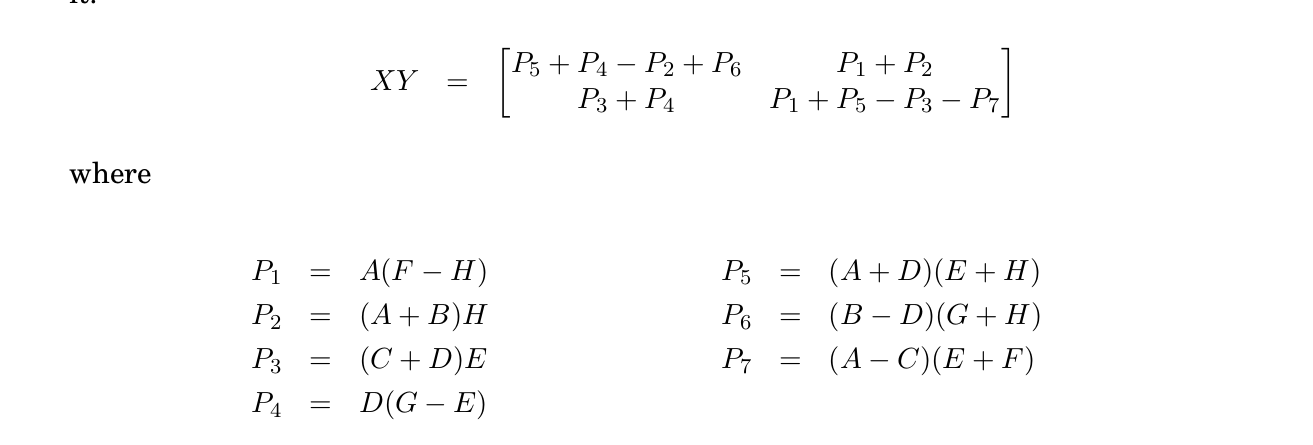 it.
XY = [P₅ + P₄ − P₂ + P₆ P₁ + P₂
P₃ + P₄ P₁ + P₅ − P₃ − P₇]
where
P₁ = A(F − H) P₅ = (A + D)(E + H)
P₂ = (A + B)H P₆ = (B − D)(G + H)
P₃ = (C + D)E P₇ = (A − C)(E + F)
P₄ = D(G − E)